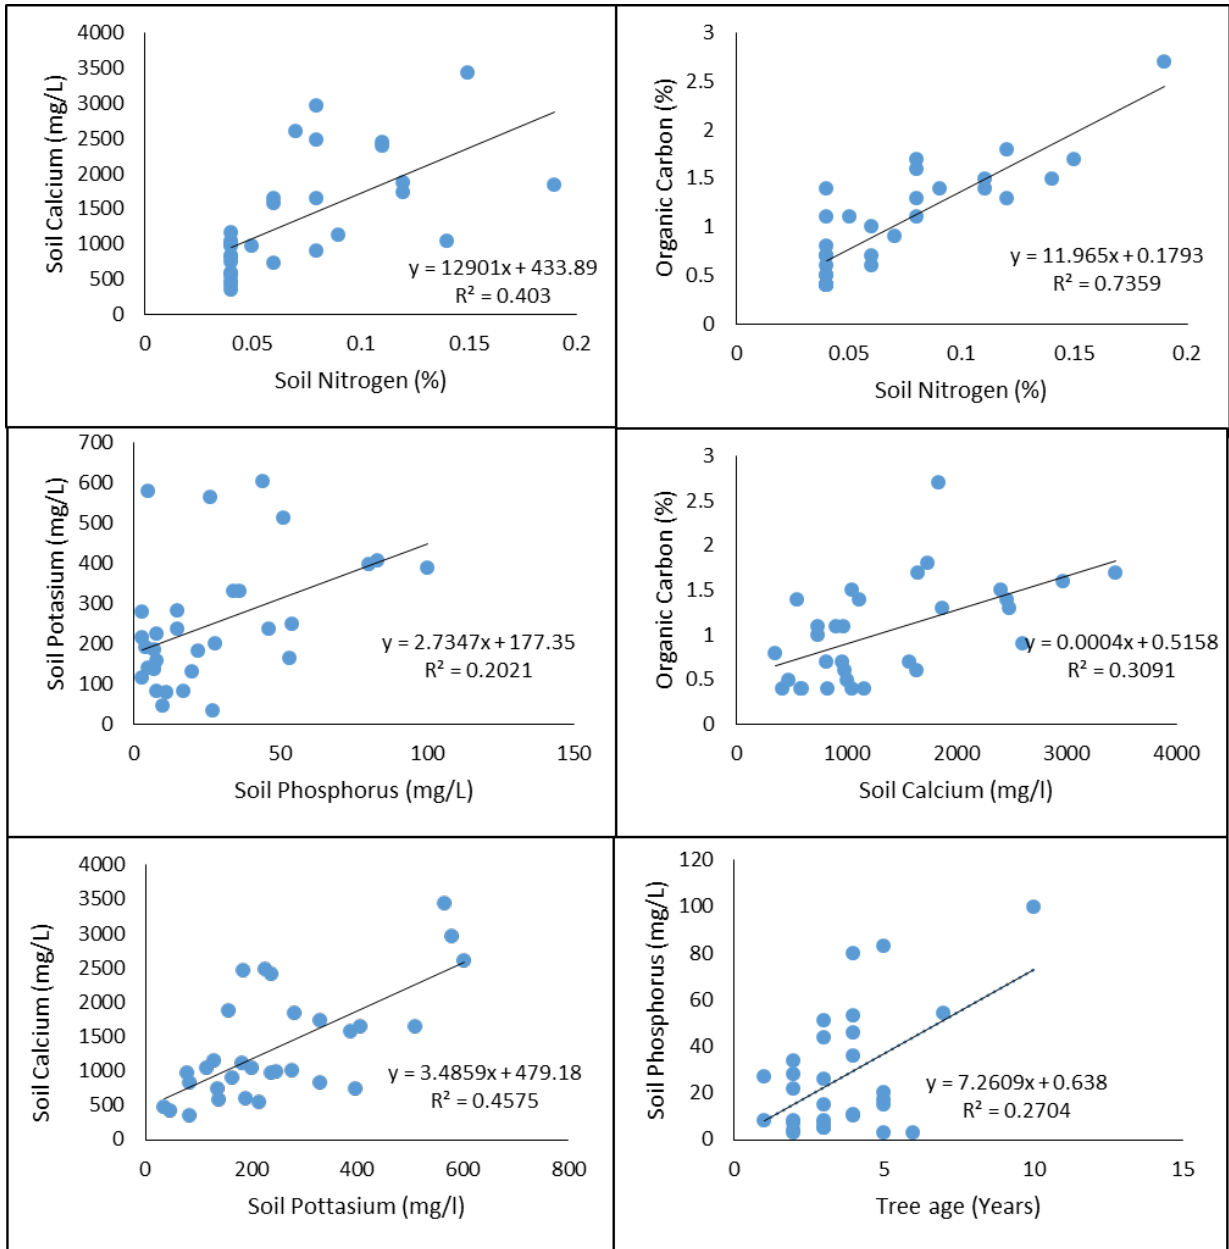 4000
3500
3000
2500
2000
1500
1000
500
0
Soil Calcium (mg/L)
y = 12901x + 433.89
R² = 0.403
0 0.05 0.1 0.15 0.2
Soil Nitrogen (%)
3
2.5
2
1.5
1
0.5
0
Organic Carbon (%)
y = 11.965x + 0.1793
R² = 0.7359
0 0.05 0.1 0.15 0.2
Soil Nitrogen (%)
700
600
500
400
300
200
100
0
Soil Potasium (mg/L)
y = 2.7347x + 177.35
R² = 0.2021
0 50 100 150
Soil Phosphorus (mg/L)
3
2.5
2
1.5
1
0.5
0
Organic Carbon (%)
y = 0.0004x + 0.5158
R² = 0.3091
0 1000 2000 3000 4000
Soil Calcium (mg/l)
4000
3500
3000
2500
2000
1500
1000
500
0
Soil Calcium (mg/L)
y = 3.4859x + 479.18
R² = 0.4575
0 200 400 600 800
Soil Pottasium (mg/l)
120
100
80
60
40
20
0
Soil Phosphorus (mg/L)
y = 7.2609x + 0.638
R² = 0.2704
0 5 10 15
Tree age (Years)